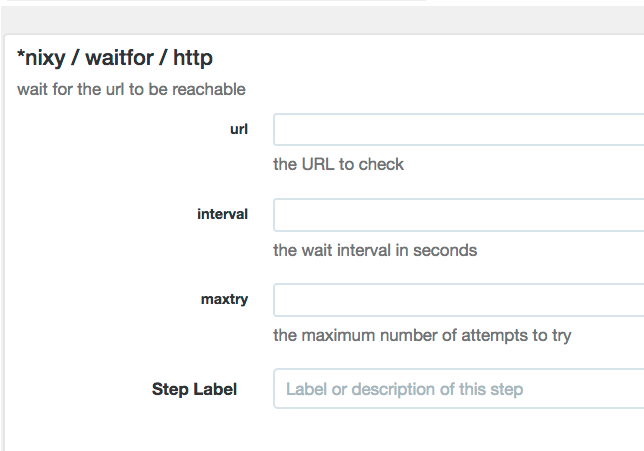 *nixy / waitfor / http
wait for the url to be reachable
url
the URL to check
interval
the wait interval in seconds
maxtry
the maximum number of attempts to try
Step Label
Label or description of this step